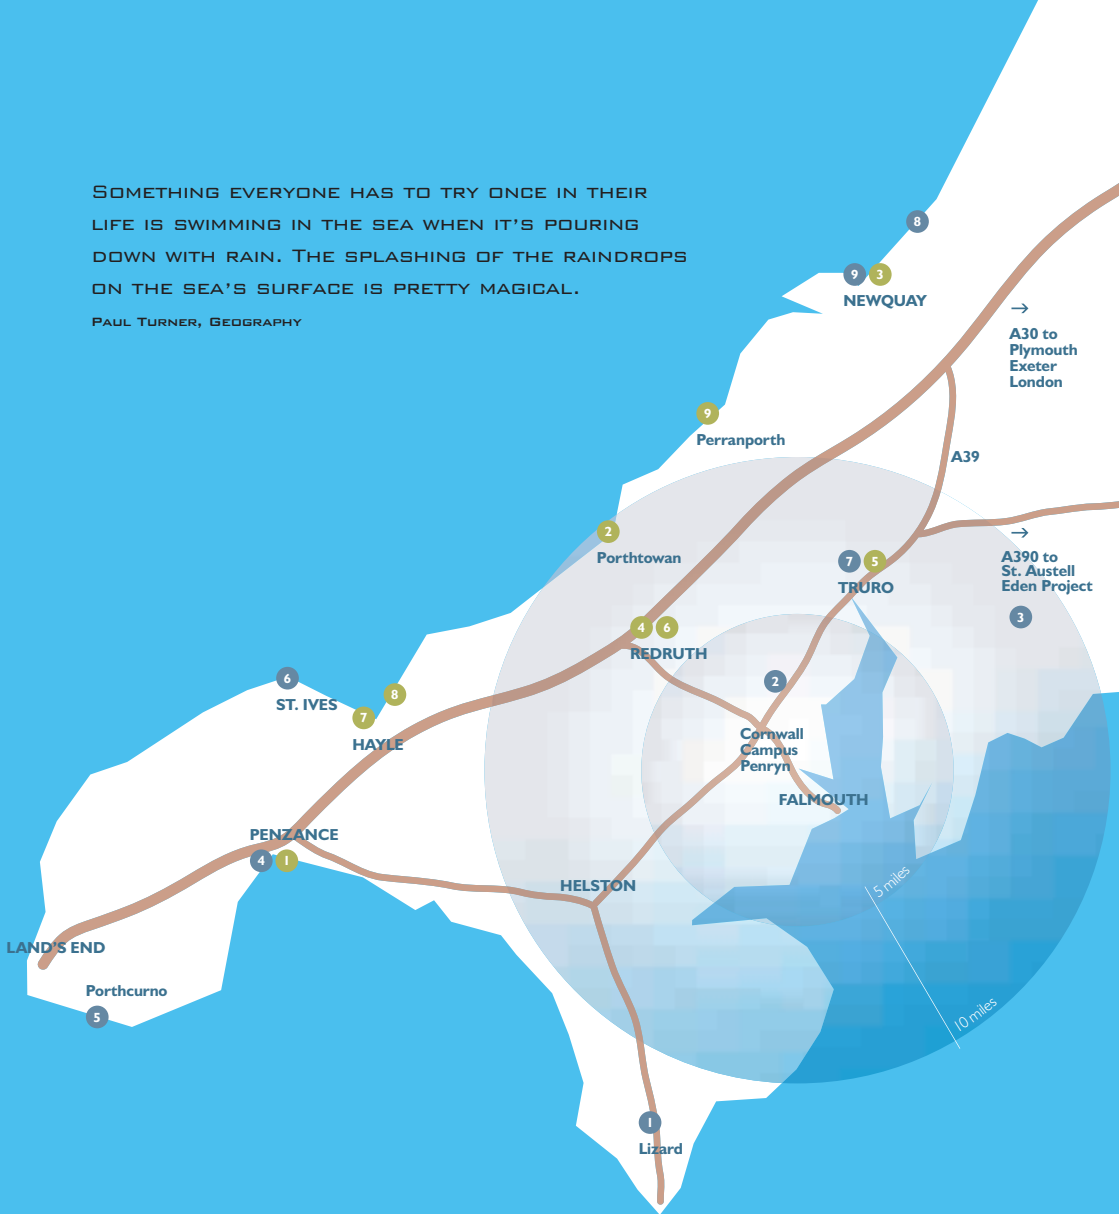 SOMETHING EVERYONE HAS TO TRY ONCE IN THEIR
LIFE IS SWIMMING IN THE SEA WHEN IT'S POURING
DOWN WITH RAIN. THE SPLASHING OF THE RAINDROPS
ON THE SEA'S SURFACE IS PRETTY MAGICAL.
PAUL TURNER, GEOGRAPHY
8
9 3
NEWQUAY
→
A30 to
Plymouth
Exeter
London
9
Perranporth
A39
2
Porthtowan
→
A390 to
St. Austell
Eden Project
3
7 5
TRURO
4 6
REDRUTH
6
ST. IVES
8
7
HAYLE
2
Cornwall
Campus
Penryn
FALMOUTH
PENZANCE
4 1
HELSTON
5 miles
LAND'S END
Porthcurno
5
10 miles
1
Lizard